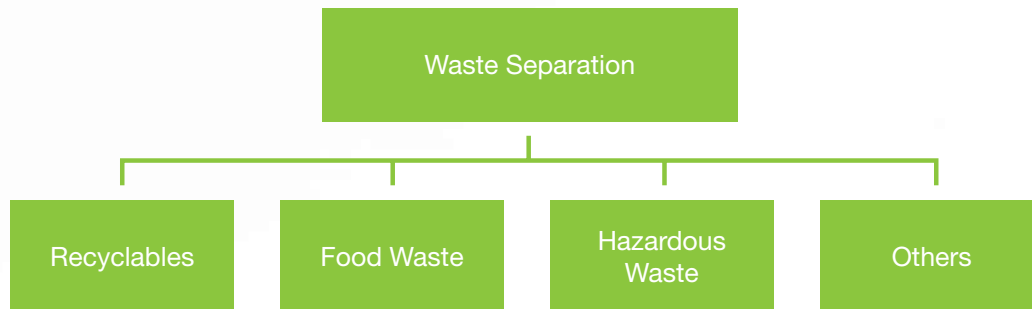 Waste Separation
Recyclables
Food Waste
Hazardous
Waste
Others